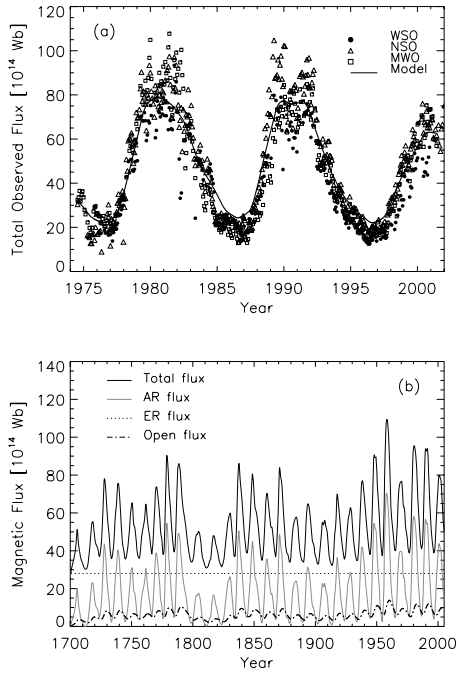 (a)
WSO
NSO
MWO
Model
Total Observed Flux [10^14 Wb]
120
100
80
60
40
20
0
1975 1980 1985 1990 1995 2000
Year
(b)
Total flux
AR flux
ER flux
Open flux
Magnetic Flux [10^14 Wb]
140
120
100
80
60
40
20
0
1700 1750 1800 1850 1900 1950 2000
Year